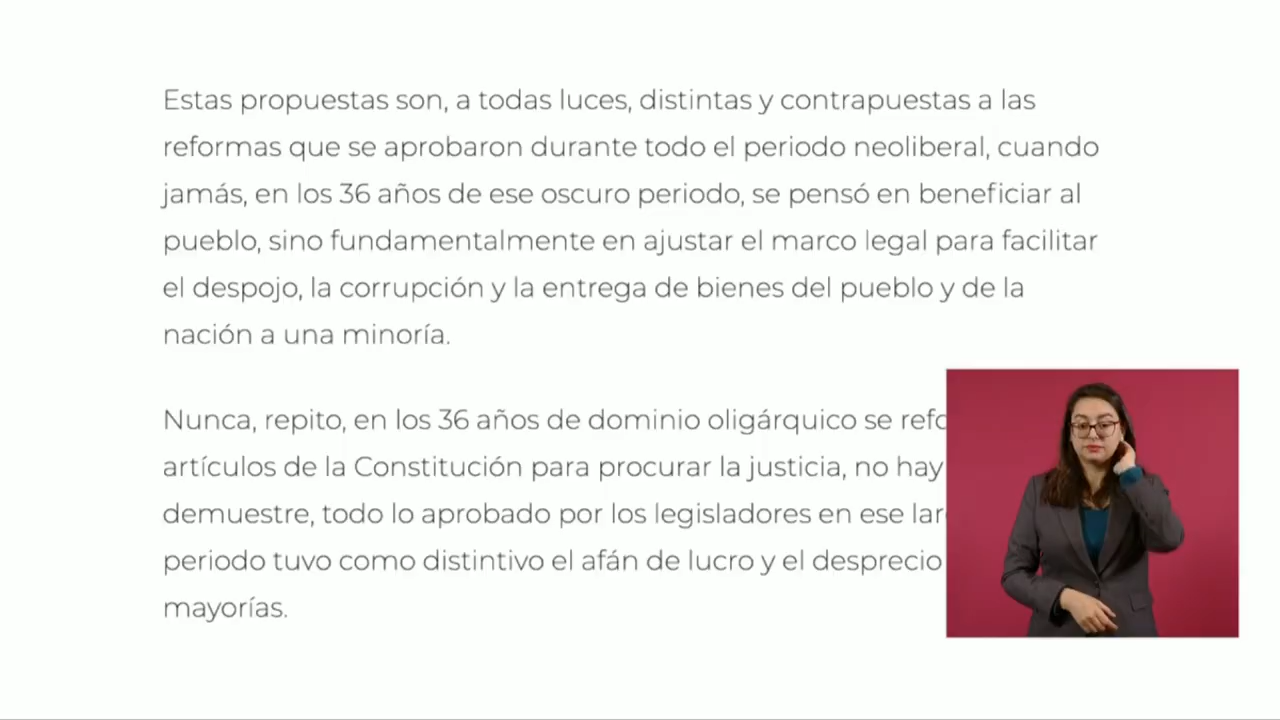 Estas propuestas son, a todas luces, distintas y contrapuestas a las
reformas que se aprobaron durante todo el periodo neoliberal, cuando
jamás, en los 36 años de ese oscuro periodo, se pensó en beneficiar al
pueblo, sino fundamentalmente en ajustar el marco legal para facilitar
el despojo, la corrupción y la entrega de bienes del pueblo y de la
nación a una minoría.
Nunca, repito, en los 36 años de dominio oligárquico se
artículos de la Constitución para procurar la justicia, no hay
demuestre, todo lo aprobado por los legisladores en ese
periodo tuvo como distintivo el afán de lucro y el desprecio
mayorías.